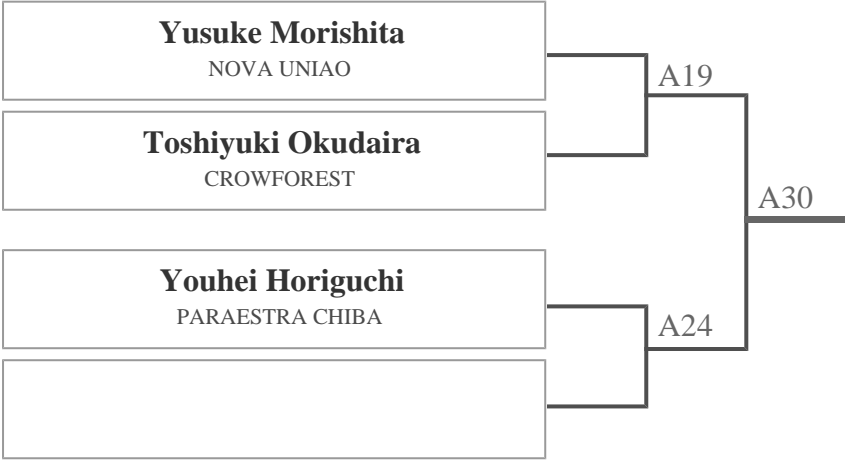 Yusuke Morishita
NOVA UNIAO
A19
Toshiyuki Okudaira
CROWFOREST
A30
Youhei Horiguchi
PARAESTRA CHIBA
A24